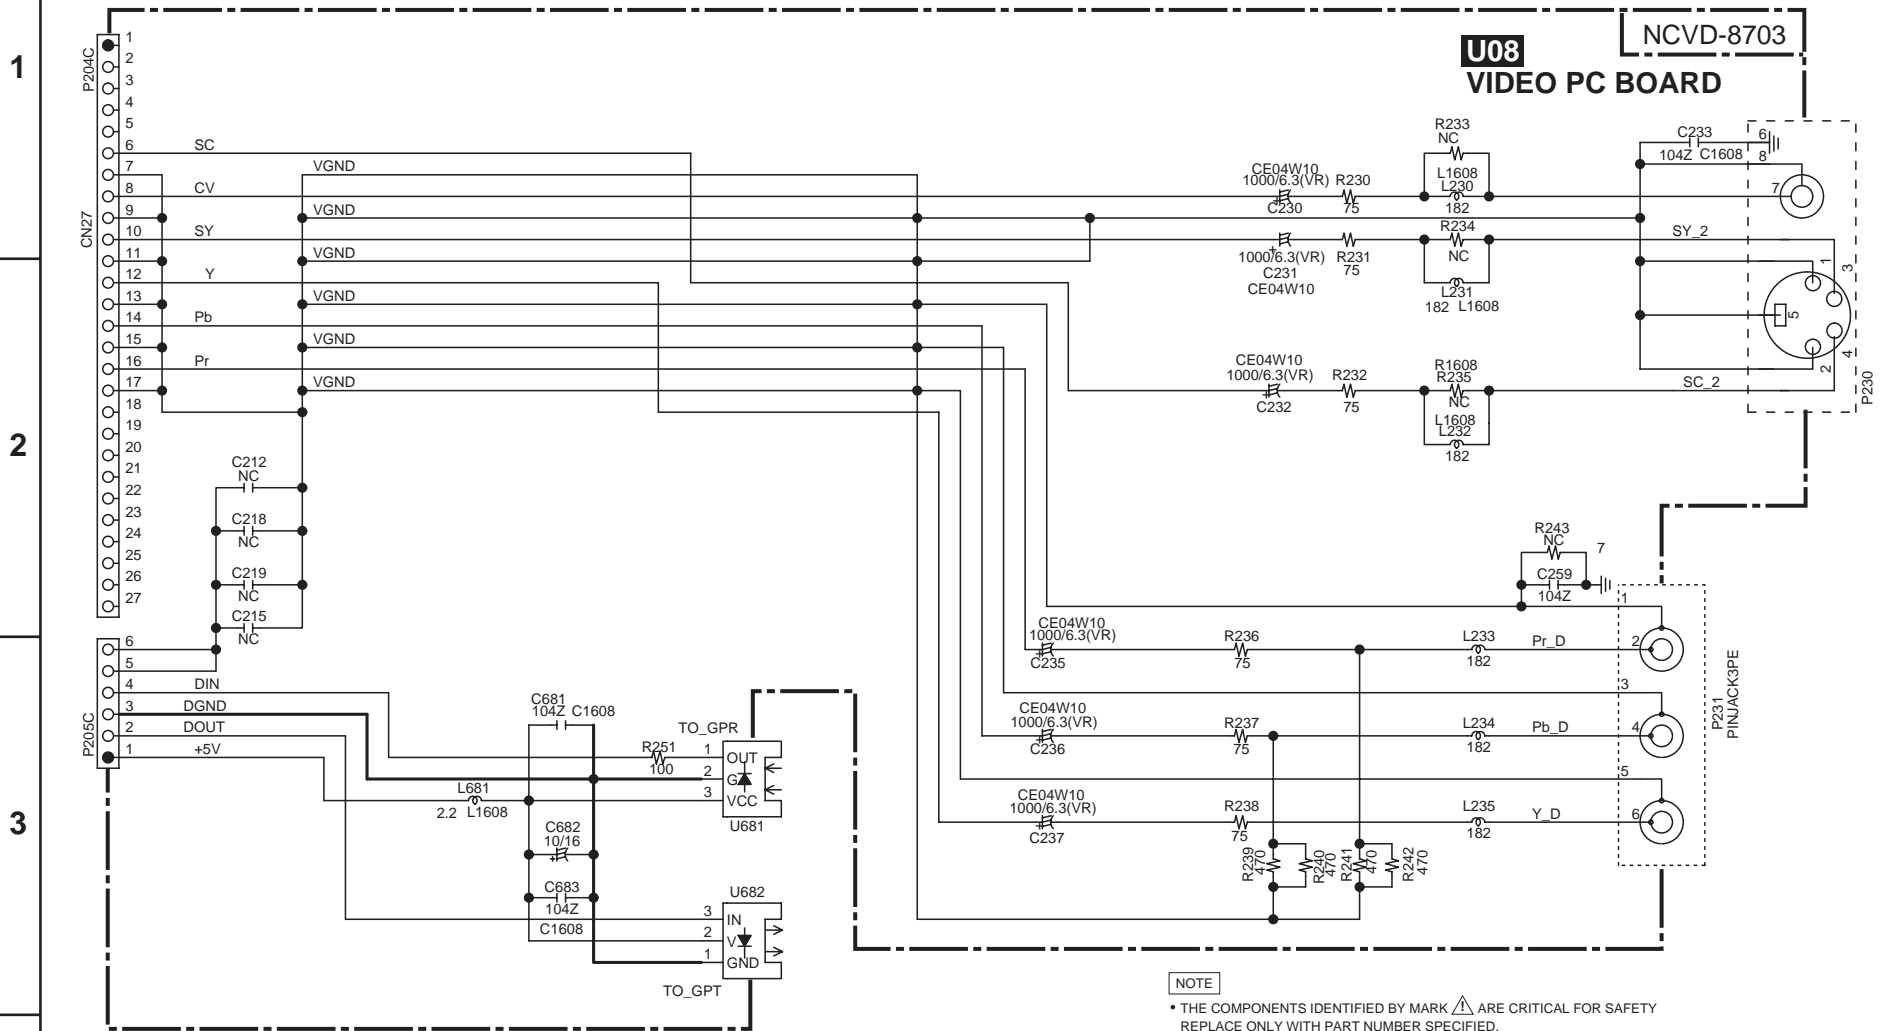 1
2
3
NCVD-8703
U08
VIDEO PC BOARD
P204C
CN27
1
2
3
4
5
6
7
8
9
10
11
12
13
14
15
16
17
18
19
20
21
22
23
24
25
26
27
SC
CV
SY
Y
Pb
Pr
VGND
VGND
VGND
VGND
VGND
VGND
CE04W10
1000/6.3(VR)
C230
R230
75
R233
NC
L1608
L230
182
1000/6.3(VR)
C231
CE04W10
R231
75
R234
NC
L231
182 L1608
CE04W10
1000/6.3(VR)
C232
R232
75
R1608
R235
NC
L1608
L232
182
C233
104Z C1608
6
8
7
SY_2
SC_2
1
3
5
2
4
P230
C212
NC
C218
NC
C219
NC
C215
NC
P205C
6
5
4
3
2
1
DIN
DGND
DOUT
+5V
C681
104Z C1608
L681
2.2 L1608
C682
10/16
C683
104Z
C1608
R251
100
TO_GPR
1 OUT
2 G
3 VCC
U681
U682
3 IN
2 V
1 GND
TO_GPT
R243
NC
7
C259
104Z
CE04W10
1000/6.3(VR)
C235
R236
75
L233
182
Pr_D
CE04W10
1000/6.3(VR)
C236
R237
75
L234
182
Pb_D
CE04W10
1000/6.3(VR)
C237
R238
75
L235
182
Y_D
R239
470
R240
470
R241
470
R242
470
1
2
3
4
5
6
P231
PINJACK3PE
NOTE
• THE COMPONENTS IDENTIFIED BY MARK ⚠ ARE CRITICAL FOR SAFETY
REPLACE ONLY WITH PART NUMBER SPECIFIED.